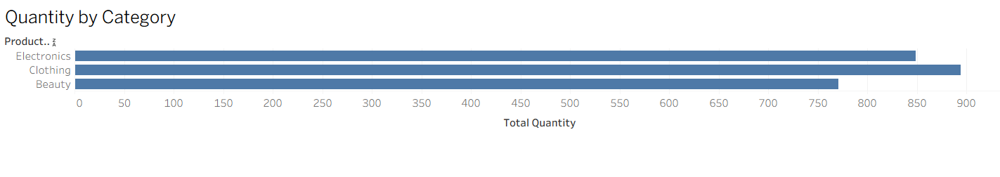 Quantity by Category
Product..
Electronics
Clothing
Beauty
0 50 100 150 200 250 300 350 400 450 500 550 600 650 700 750 800 850 900
Total Quantity